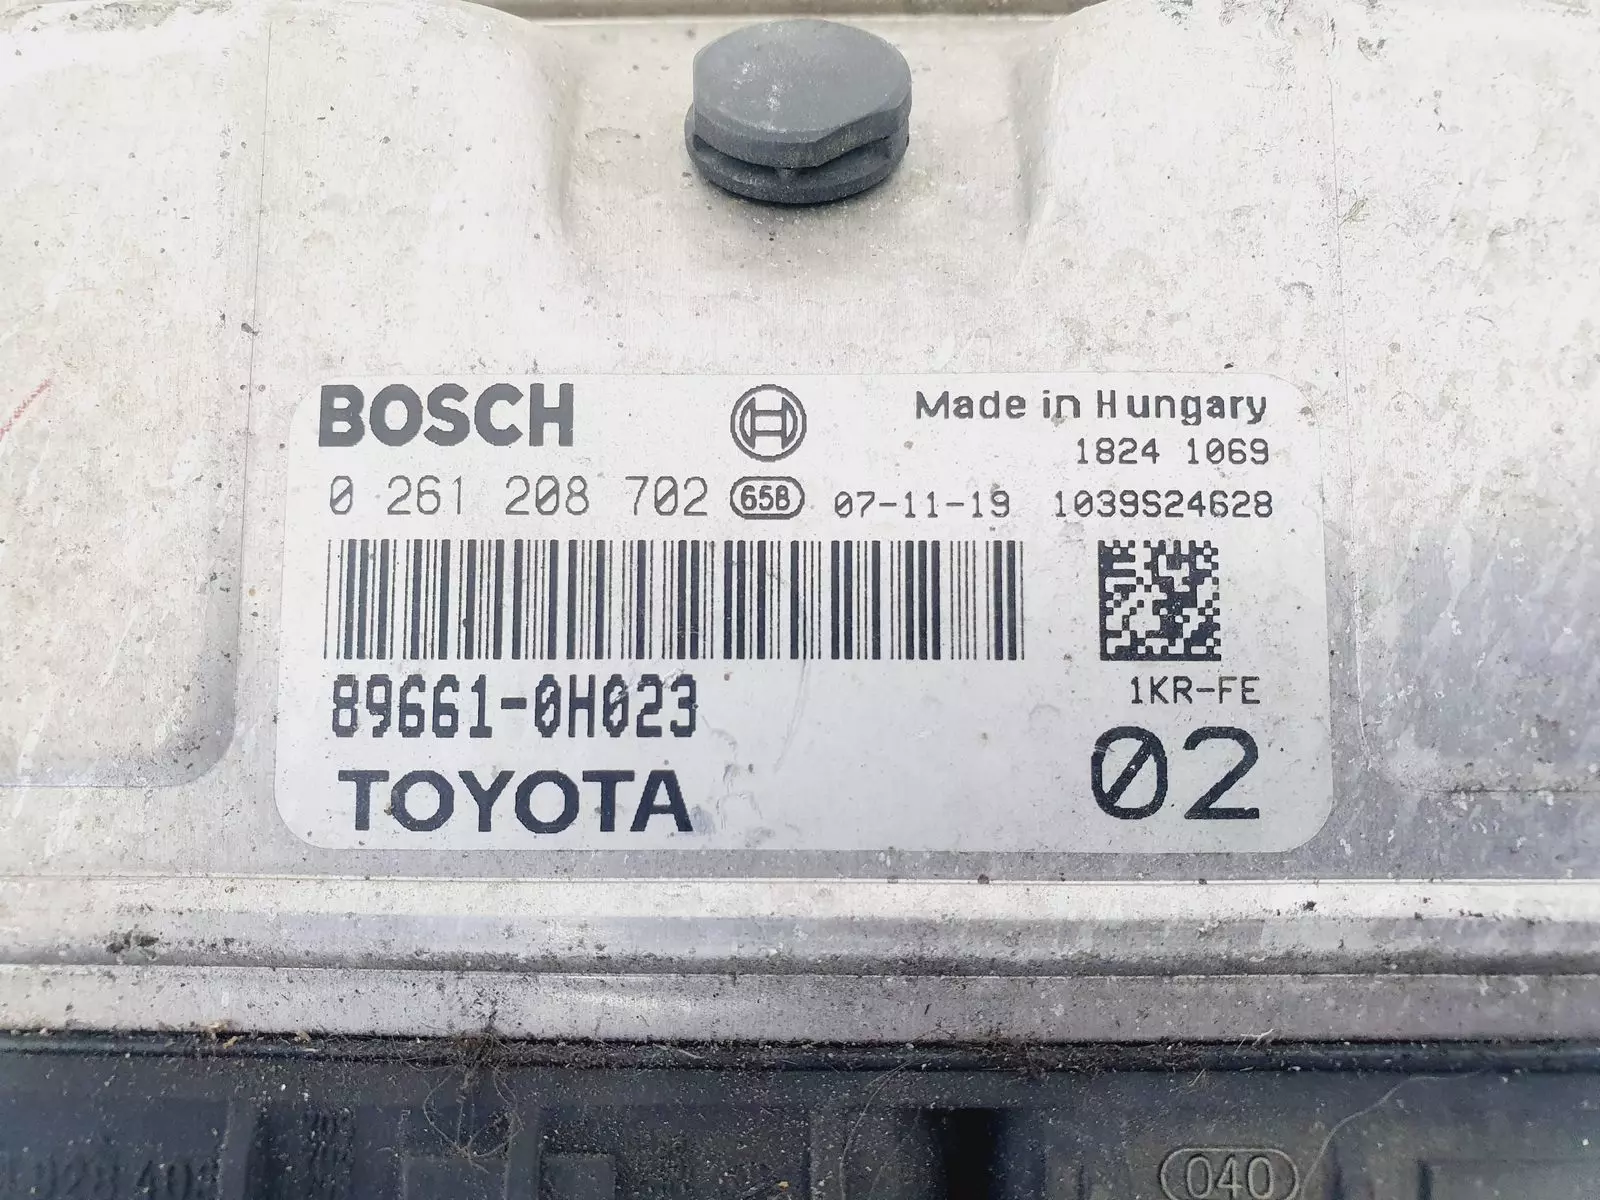 BOSCH
Made in Hungary
1824 1069
0 261 208 702 658 07-11-19 1039S24628
89661-0H023
1KR-FE
TOYOTA
02
040